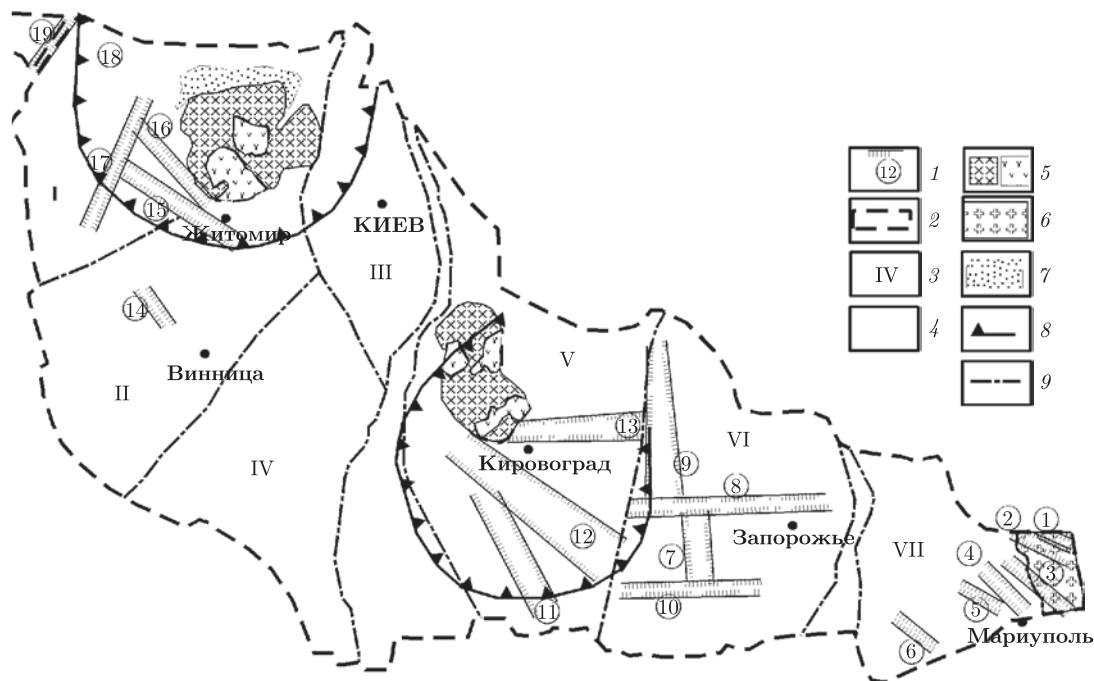 19
18
16
17
15
Житомир
КИЕВ
I
III
14
Винница
II
IV
V
13
Кировоград
VI
9
8
12
Запорожье
7
11
10
VII
2
1
4
3
5
Мариуполь
6
12 1
2
IV 3
4
5
6
7
8
9